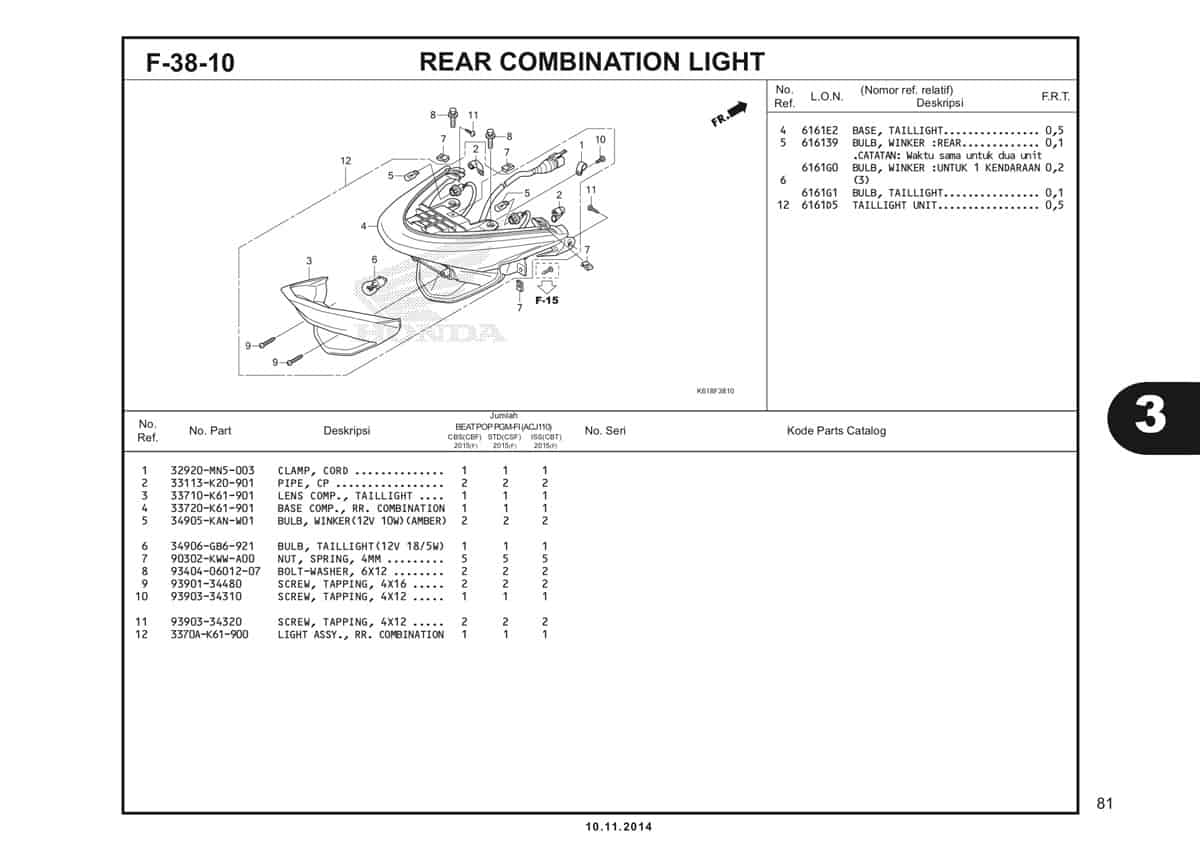 F-38-10
REAR COMBINATION LIGHT
8
11
8
7
2
7
1
10
12
5
5
2
11
4
7
3
6
F-15
7
9
9
FR.
HONDA
K618F3810
No. Ref.
L.O.N.
(Nomor ref. relatif)
Deskripsi
F.R.T.
4 6161E2 BASE, TAILLIGHT................ 0,5
5 616139 BULB, WINKER :REAR............. 0,1
.CATATAN: Waktu sama untuk dua unit
6161G0 BULB, WINKER :UNTUK 1 KENDARAAN 0,2
6 (3)
6161G1 BULB, TAILLIGHT................ 0,1
12 6161D5 TAILLIGHT UNIT................. 0,5
No. Ref.
No. Part
Deskripsi
Jumlah
BEAT POP PGM-FI (ACJ110)
CBS(CBF) STD(CSF) ISS(CBT)
2015(F) 2015(F) 2015(F)
No. Seri
Kode Parts Catalog
1 32920-MN5-003 CLAMP, CORD .............. 1 1 1
2 33113-K20-901 PIPE, CP ................. 2 2 2
3 33710-K61-901 LENS COMP., TAILLIGHT .... 1 1 1
4 33720-K61-901 BASE COMP., RR. COMBINATION 1 1 1
5 34905-KAN-W01 BULB, WINKER(12V 10W)(AMBER) 2 2 2
6 34906-GB6-921 BULB, TAILLIGHT(12V 18/5W) 1 1 1
7 90302-KWW-A00 NUT, SPRING, 4MM ......... 5 5 5
8 93404-06012-07 BOLT-WASHER, 6X12 ........ 2 2 2
9 93901-34480 SCREW, TAPPING, 4X16 ..... 2 2 2
10 93903-34310 SCREW, TAPPING, 4X12 ..... 1 1 1
11 93903-34320 SCREW, TAPPING, 4X12 ..... 2 2 2
12 3370A-K61-900 LIGHT ASSY., RR. COMBINATION 1 1 1
3
81
10.11.2014